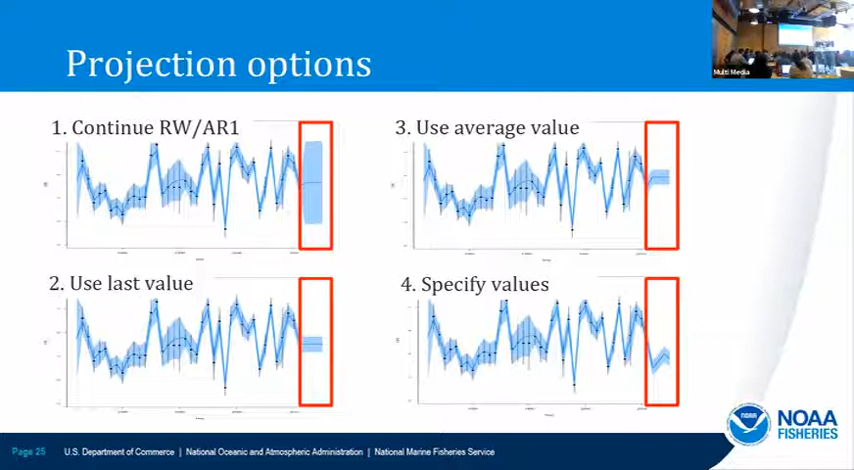 Projection options
Multi Media
1. Continue RW/AR1
3. Use average value
2. Use last value
4. Specify values
NOAA
NOAA
FISHERIES
Page 25 U.S. Department of Commerce | National Oceanic and Atmospheric Administration | National Marine Fisheries Service